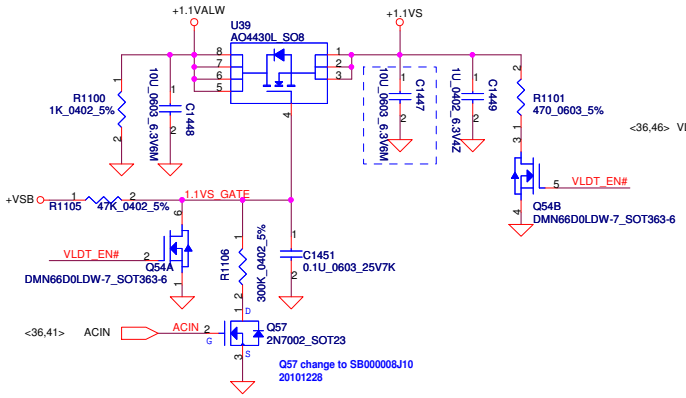 +1.1VALW
+1.1VS
U39
AO4430L_SO8
8
7
6
5
1
2
3
4
R1100
1K_0402_5%
1
2
C1448
10U_0603_6.3V6M
1
2
C1447
10U_0603_6.3V6M
1
2
C1449
1U_0402_6.3V4Z
1
2
R1101
470_0603_5%
2
1
<36,46> VL
3
5
VLDT_EN#
4
Q54B
DMN66D0LDW-7_SOT363-6
+VSB
1
2
R1105
47K_0402_5%
1.1VS_GATE
6
VLDT_EN#
2
Q54A
1
DMN66D0LDW-7_SOT363-6
R1106
300K_0402_5%
1
2
C1451
0.1U_0603_25V7K
1
2
<36,41>
ACIN
ACIN
2
G
1
D
3
S
Q57
2N7002_SOT23
Q57 change to SB000008J10
20101228